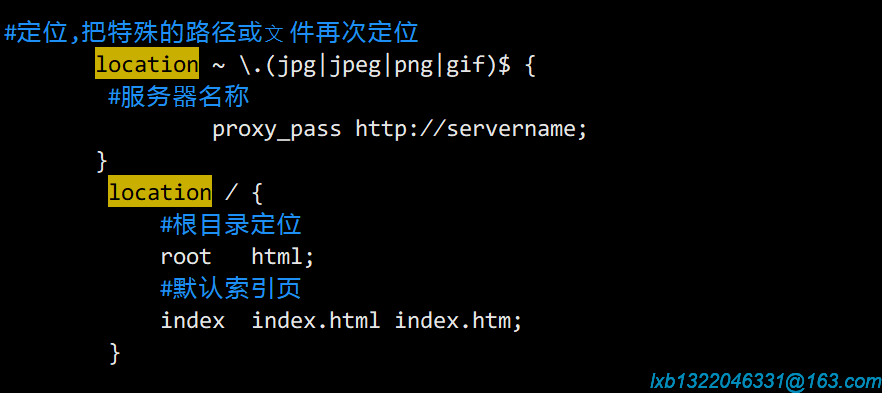 #定位,把特殊的路径或文件再次定位
location ~ \.(jpg|jpeg|png|gif)$ {
#服务器名称
proxy_pass http://servername;
}
location / {
#根目录定位
root html;
#默认索引页
index index.html index.htm;
}
lxb1322046331@163.com